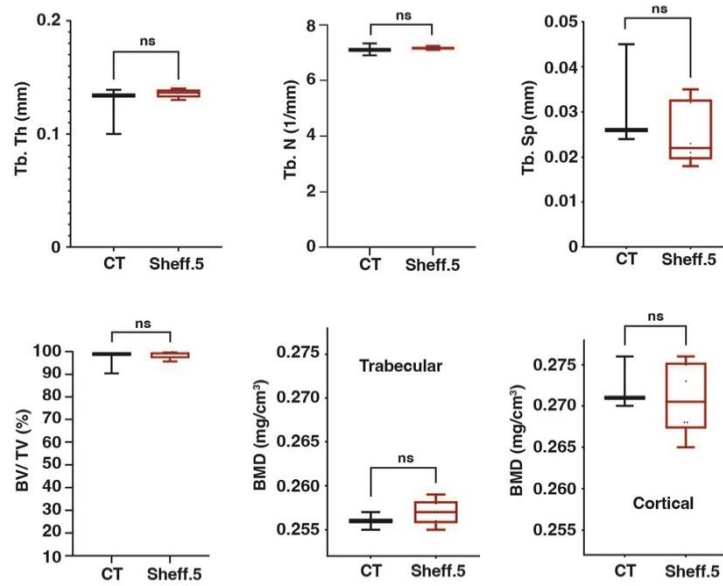 Tb. Th (mm)
0.2
0.1
0
ns
CT Sheff.5
Tb. N (1/mm)
8
6
4
2
0
ns
CT Sheff.5
Tb. Sp (mm)
0.05
0.04
0.03
0.02
0.01
0
ns
CT Sheff.5
BV/ TV (%)
100
90
80
70
60
50
40
30
20
10
ns
CT Sheff.5
BMD (mg/cm³)
0.275
0.270
0.265
0.260
0.255
Trabecular
ns
CT Sheff.5
BMD (mg/cm³)
0.275
0.270
0.265
0.260
0.255
ns
Cortical
CT Sheff.5